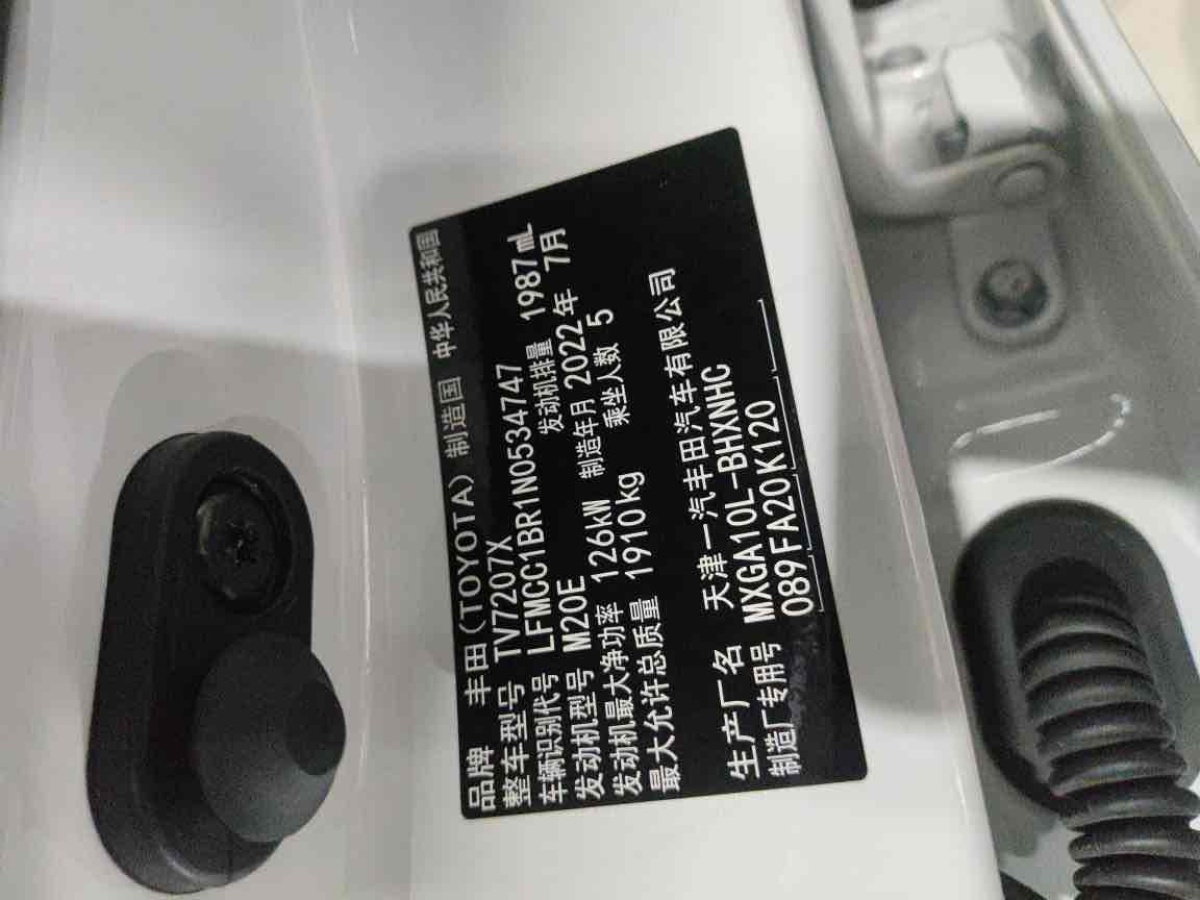 品牌 丰田(TOYOTA) 制造国 中华人民共和国
整车型号 TV7207X
车辆识别代号 LFMCC1BR1N0534747
发动机型号 M20E 发动机排量 1987mL
发动机最大净功率 126kW 制造年月 2022年 7月
最大允许总质量 1910kg 乘坐人数 5
生产厂名 天津一汽丰田汽车有限公司
制造厂专用号 MXGA10L-BHXNHC
089FA20K120